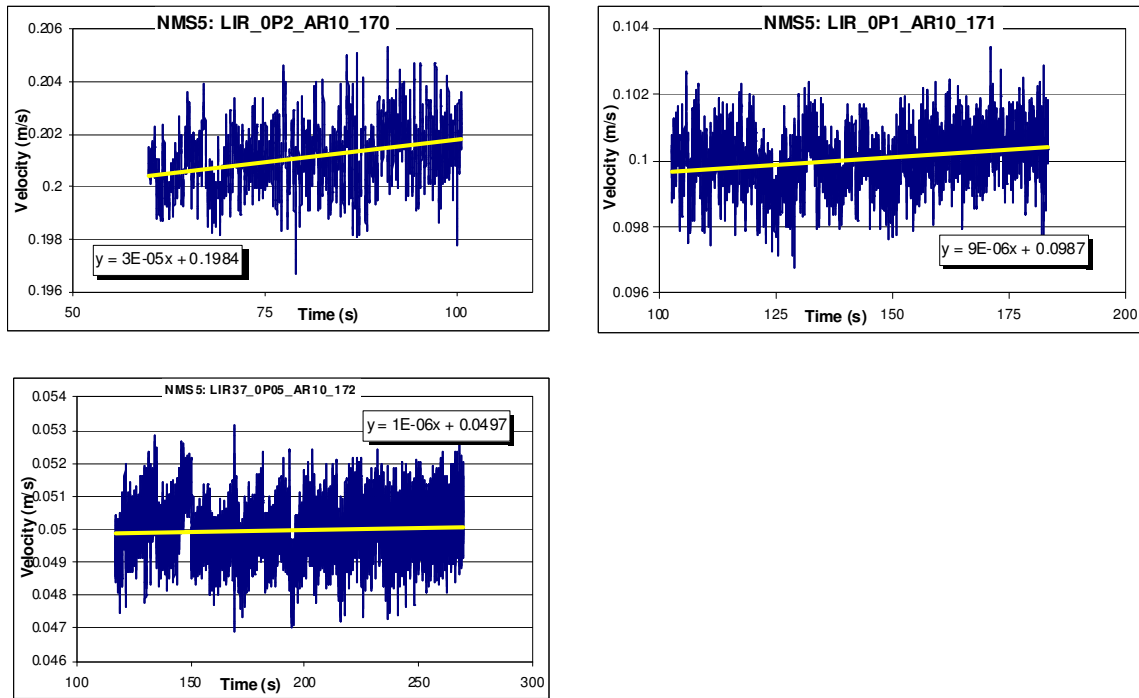 NMS5: LIR_0P2_AR10_170
0.206
0.204
0.202
0.2
0.198
0.196
Velocity (m/s)
y = 3E-05x + 0.1984
50
75
100
Time (s)
NMS5: LIR_0P1_AR10_171
0.104
0.102
0.1
0.098
0.096
Velocity (m/s)
y = 9E-06x + 0.0987
100
125
150
175
200
Time (s)
NMS5: LIR37_0P05_AR10_172
0.054
0.053
0.052
0.051
0.05
0.049
0.048
0.047
0.046
Velocity (m/s)
y = 1E-06x + 0.0497
100
150
200
250
300
Time (s)